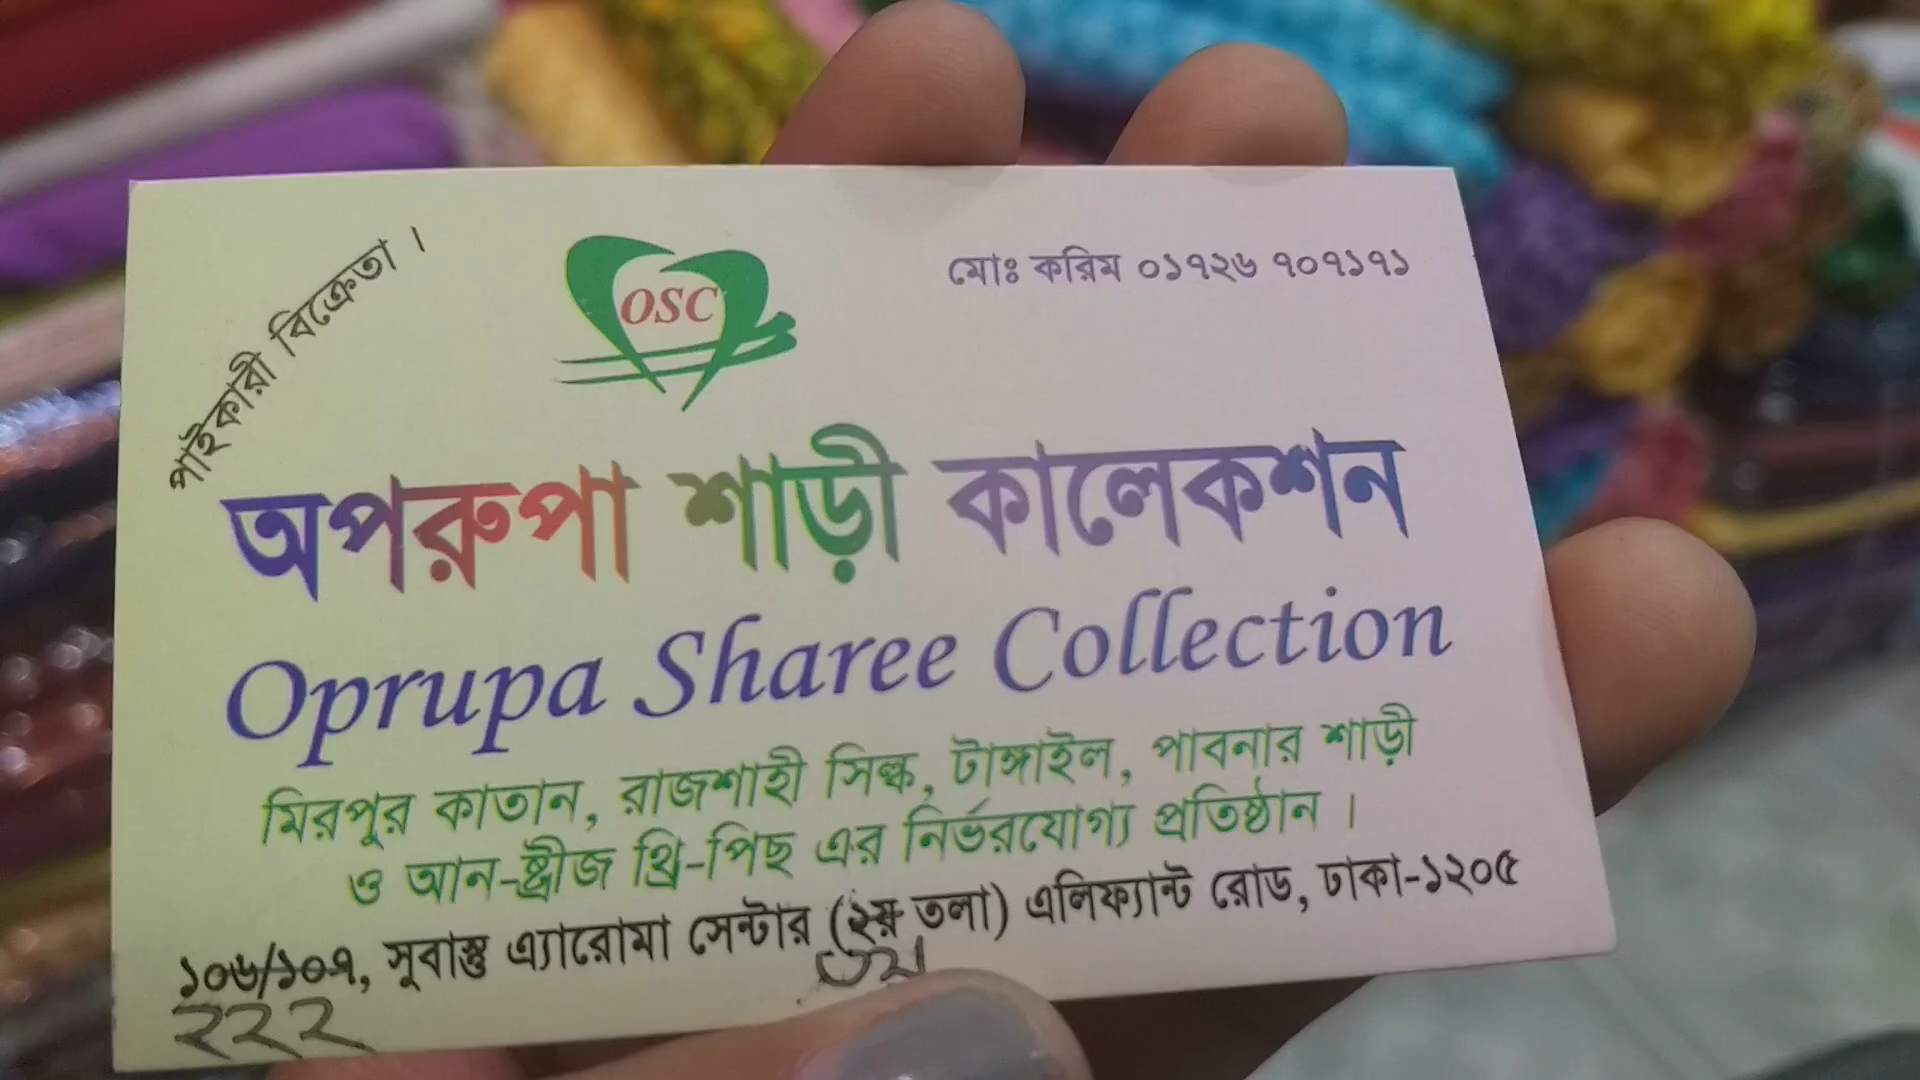 পাইকারী বিক্রেতা ।
OSC
মোঃ করিম ০১৭২৬ ৭০৭১৭১
অপরুপা শাড়ী কালেকশন
Oprupa Sharee Collection
মিরপুর কাতান, রাজশাহী সিল্ক, টাঙ্গাইল, পাবনার শাড়ী
ও আন-ষ্ট্রীজ থ্রি-পিছ এর নির্ভরযোগ্য প্রতিষ্ঠান ।
১০৬/১০৭, সুবাস্তু এ্যারোমা সেন্টার (২য় তলা) এলিফ্যান্ট রোড, ঢাকা-১২০৫
২২২ ৩য়